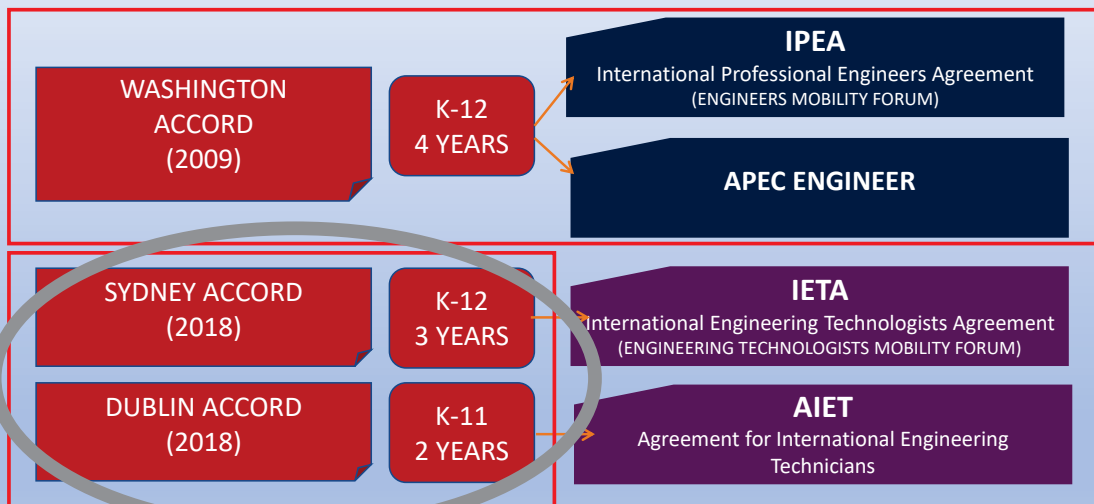 WASHINGTON
ACCORD
(2009)
K-12
4 YEARS
IPEA
International Professional Engineers Agreement
(ENGINEERS MOBILITY FORUM)
APEC ENGINEER
SYDNEY ACCORD
(2018)
K-12
3 YEARS
IETA
International Engineering Technologists Agreement
(ENGINEERING TECHNOLOGISTS MOBILITY FORUM)
DUBLIN ACCORD
(2018)
K-11
2 YEARS
AIET
Agreement for International Engineering
Technicians